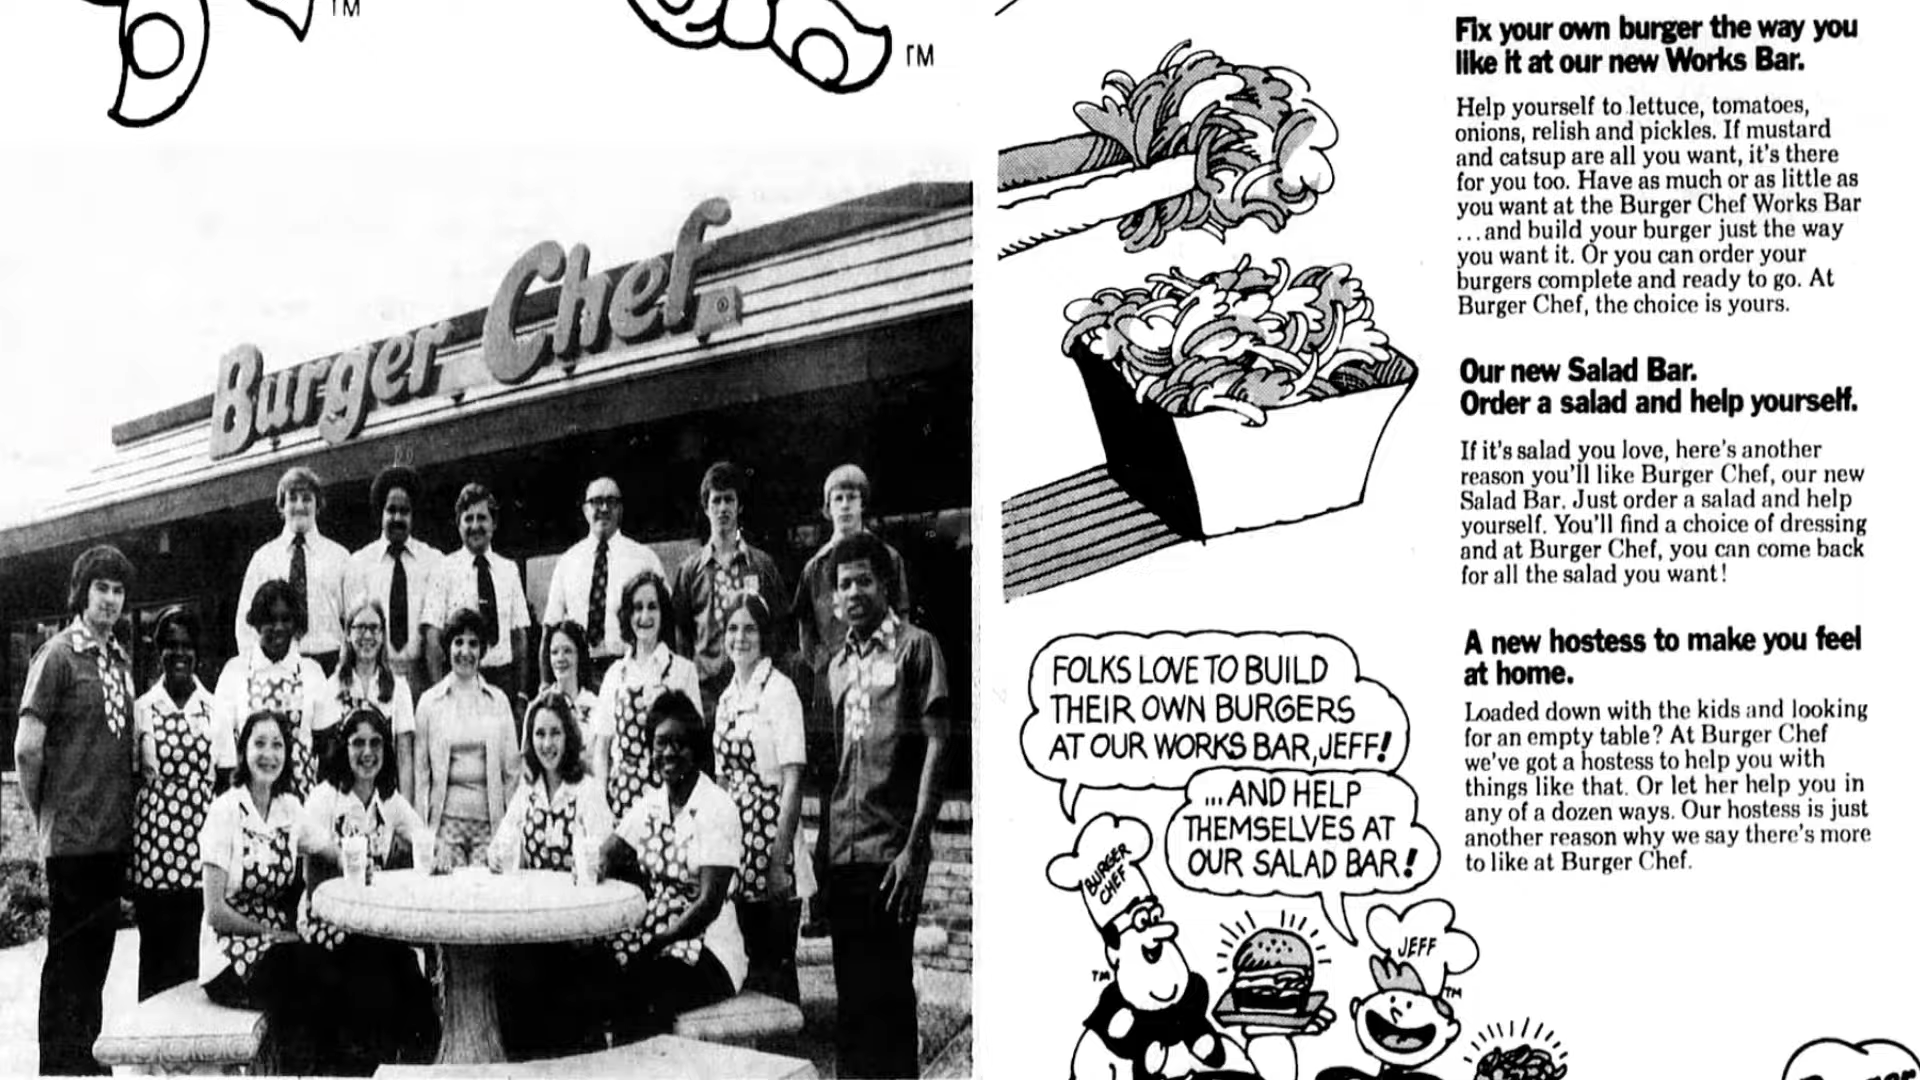 TM
TM
Burger Chef
Fix your own burger the way you
like it at our new Works Bar.
Help yourself to lettuce, tomatoes,
onions, relish and pickles. If mustard
and catsup are all you want, it's there
for you too. Have as much or as little as
you want at the Burger Chef Works Bar
...and build your burger just the way
you want it. Or you can order your
burgers complete and ready to go. At
Burger Chef, the choice is yours.
Our new Salad Bar.
Order a salad and help yourself.
If it's salad you love, here's another
reason you'll like Burger Chef, our new
Salad Bar. Just order a salad and help
yourself. You'll find a choice of dressing
and at Burger Chef, you can come back
for all the salad you want!
A new hostess to make you feel
at home.
Loaded down with the kids and looking
for an empty table? At Burger Chef
we've got a hostess to help you with
things like that. Or let her help you in
any of a dozen ways. Our hostess is just
another reason why we say there's more
to like at Burger Chef.
FOLKS LOVE TO BUILD
THEIR OWN BURGERS
AT OUR WORKS BAR, JEFF!
...AND HELP
THEMSELVES AT
OUR SALAD BAR!
BURGER
CHEF
JEFF
TM
TM